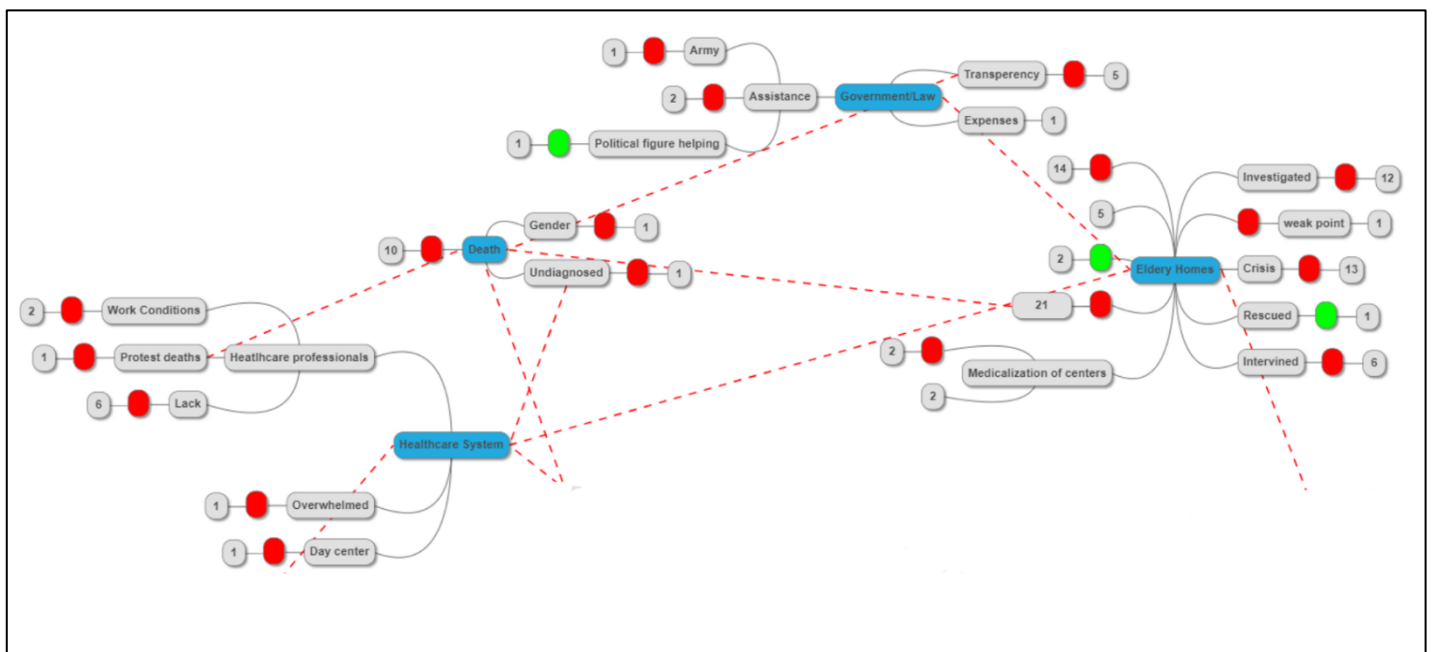 1
Army
2
Assistance
1
Political figure helping
Government/Law
Transperency
5
Expenses
1
10
Death
Gender
1
Undiagnosed
1
2
Work Conditions
1
Protest deaths
Heatlhcare professionals
6
Lack
Healthcare System
1
Overwhelmed
1
Day center
14
5
2
21
2
Medicalization of centers
2
Eldery Homes
Investigated
12
weak point
1
Crisis
13
Rescued
1
Intervined
6